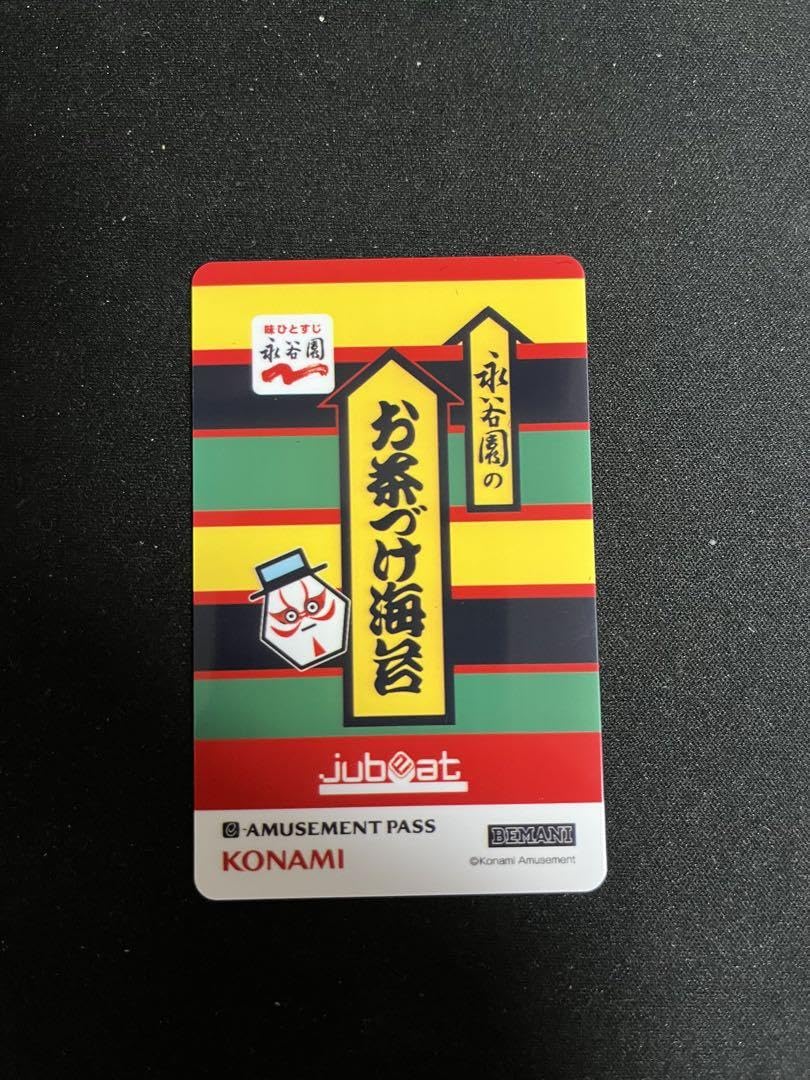 味ひとすじ
永谷園
永谷園の
お茶づけ海苔
jubeat
e-AMUSEMENT PASS
BEMANI
KONAMI
©Konami Amusement